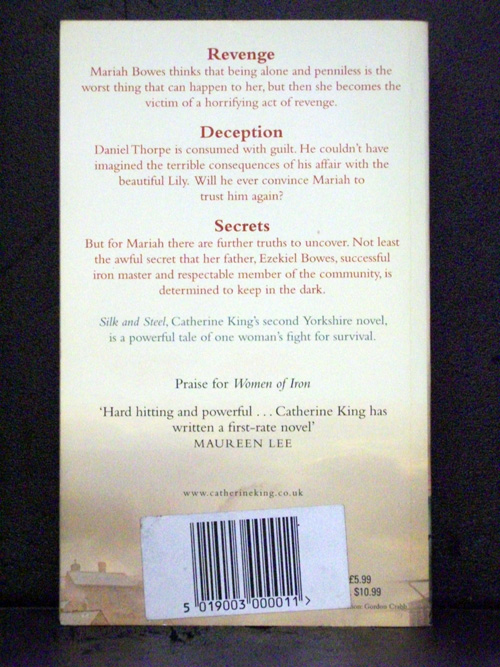 Revenge
Mariah Bowes thinks that being alone and penniless is the
worst thing that can happen to her, but then she becomes the
victim of a horrifying act of revenge.
Deception
Daniel Thorpe is consumed with guilt. He couldn't have
imagined the terrible consequences of his affair with the
beautiful Lily. Will he ever convince Mariah to
trust him again?
Secrets
But for Mariah there are further truths to uncover. Not least
the awful secret that her father, Ezekiel Bowes, successful
iron master and respectable member of the community, is
determined to keep in the dark.
Silk and Steel, Catherine King's second Yorkshire novel,
is a powerful tale of one woman's fight for survival.
Praise for Women of Iron
'Hard hitting and powerful ... Catherine King has
written a first-rate novel'
MAUREEN LEE
www.catherineking.co.uk
£5.99
$10.99
Gordon Crabb
5 019003 000011 >